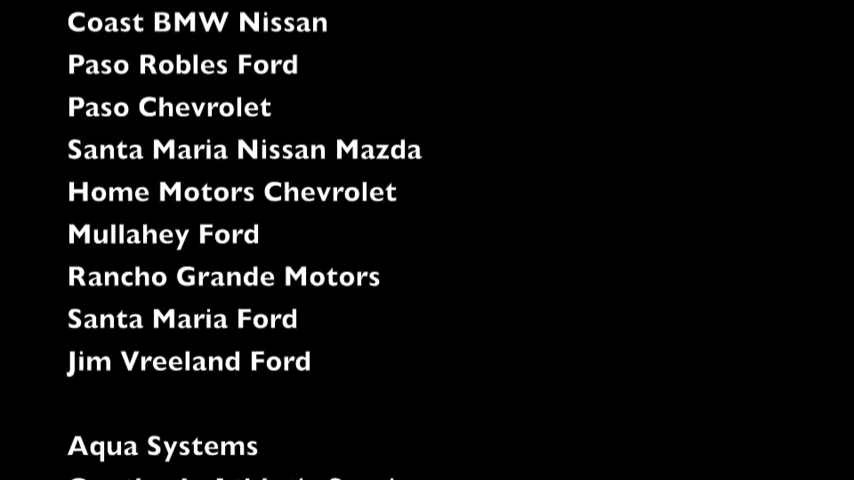 Coast BMW Nissan
Paso Robles Ford
Paso Chevrolet
Santa Maria Nissan Mazda
Home Motors Chevrolet
Mullahey Ford
Rancho Grande Motors
Santa Maria Ford
Jim Vreeland Ford
Aqua Systems